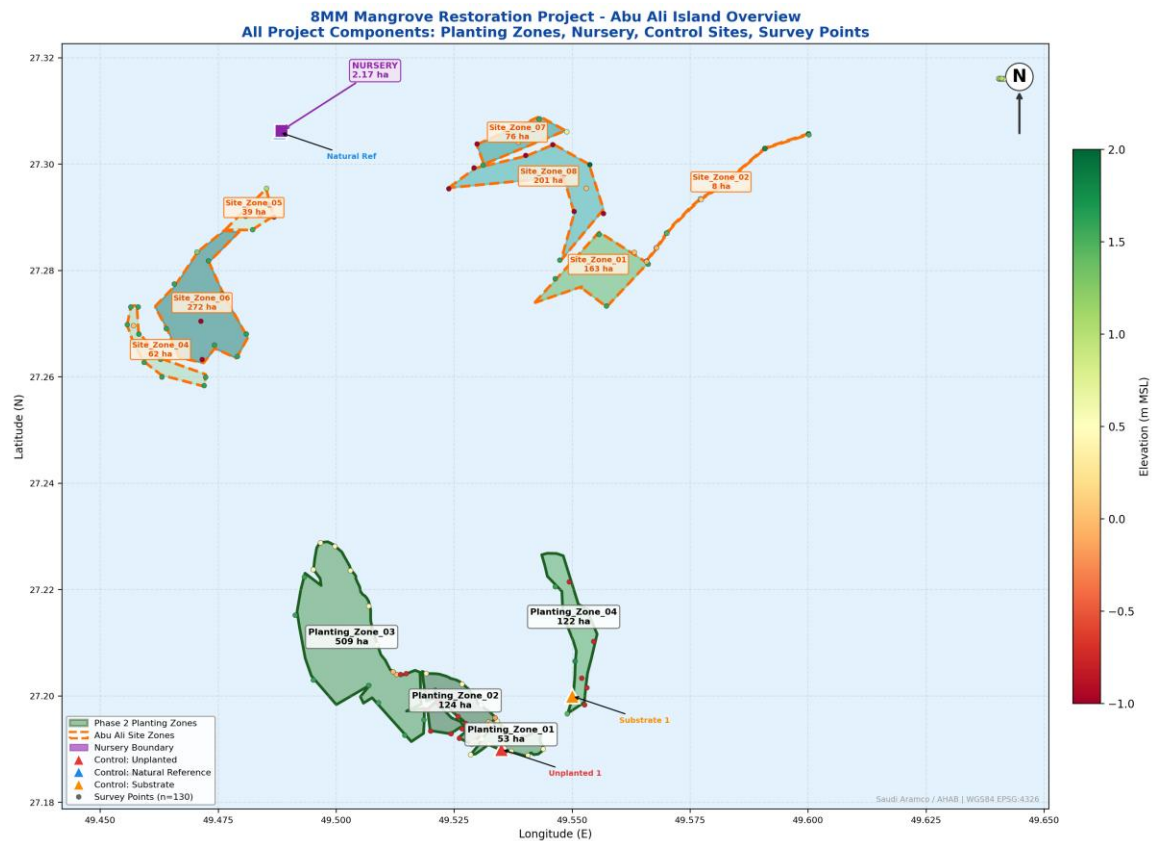 8MM Mangrove Restoration Project - Abu Ali Island Overview
All Project Components: Planting Zones, Nursery, Control Sites, Survey Points
27.32
27.30
27.28
27.26
27.24
27.22
27.20
27.18
Latitude (N)
NURSERY
2.17 ha
Natural Ref
N
Site_Zone_07
76 ha
Site_Zone_08
201 ha
Site_Zone_02
8 ha
Site_Zone_05
39 ha
Site_Zone_01
163 ha
Site_Zone_06
272 ha
Site_Zone_04
62 ha
Planting_Zone_04
122 ha
Planting_Zone_03
509 ha
Planting_Zone_02
124 ha
Planting_Zone_01
53 ha
Substrate 1
Unplanted 1
Phase 2 Planting Zones
Abu Ali Site Zones
Nursery Boundary
Control: Unplanted
Control: Natural Reference
Control: Substrate
Survey Points (n=130)
Saudi Aramco / AHAB | WGS84 EPSG:4326
49.450
49.475
49.500
49.525
49.550
49.575
49.600
49.625
49.650
Longitude (E)
2.0
1.5
1.0
0.5
0.0
−0.5
−1.0
Elevation (m MSL)